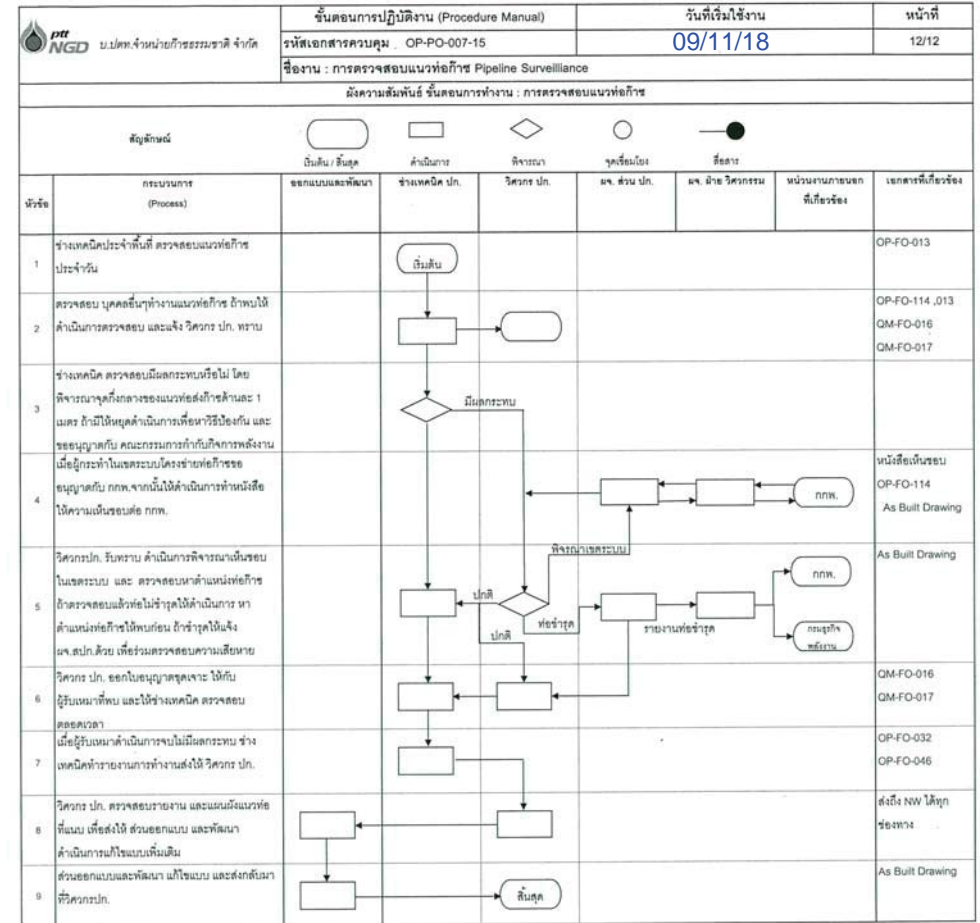 ptt
NGD บ.ปตท.จำหน่ายก๊าซธรรมชาติ จำกัด
ขั้นตอนการปฏิบัติงาน (Procedure Manual)
วันที่เริ่มใช้งาน
หน้าที่
รหัสเอกสารควบคุม . OP-PO-007-15
09/11/18
12/12
ชื่องาน : การตรวจสอบแนวท่อก๊าซ Pipeline Surveilliance
ผังความสัมพันธ์ ขั้นตอนการทำงาน : การตรวจสอบแนวท่อก๊าซ
สัญลักษณ์
เริ่มต้น / สิ้นสุด
ดำเนินการ
พิจารณา
จุดเชื่อมโยง
สื่อสาร
หัวข้อ
กระบวนการ
(Process)
ออกแบบและพัฒนา
ช่างเทคนิค ปก.
วิศวกร ปก.
ผจ. ส่วน ปก.
ผจ. ฝ่าย วิศวกรรม
หน่วยงานภายนอก
ที่เกี่ยวข้อง
เอกสารที่เกี่ยวข้อง
1
ช่างเทคนิคประจำพื้นที่ ตรวจสอบแนวท่อก๊าซ
ประจำวัน
เริ่มต้น
OP-FO-013
2
ตรวจสอบ บุคคลอื่นๆทำงานแนวท่อก๊าซ ถ้าพบให้
ดำเนินการตรวจสอบ และแจ้ง วิศวกร ปก. ทราบ
OP-FO-114 ,013
QM-FO-016
QM-FO-017
3
ช่างเทคนิค ตรวจสอบมีผลกระทบหรือไม่ โดย
พิจารณาจุดกึ่งกลางของแนวท่อส่งก๊าซด้านละ 1
เมตร ถ้ามีให้หยุดดำเนินการเพื่อหาวิธีป้องกัน และ
ขออนุญาตกับ คณะกรรมการกำกับกิจการพลังงาน
มีผลกระทบ
4
เมื่อผู้กระทำในเขตระบบโครงข่ายท่อก๊าซขอ
อนุญาตกับ กกพ.จากนั้นให้ดำเนินการทำหนังสือ
ให้ความเห็นชอบต่อ กกพ.
กกพ.
หนังสือเห็นชอบ
OP-FO-114
As Built Drawing
พิจรณาเขตระบบ
5
วิศวกรปก. รับทราบ ดำเนินการพิจารณาเห็นชอบ
ในเขตระบบ และ ตรวจสอบหาตำแหน่งท่อก๊าซ
ถ้าตรวจสอบแล้วท่อไม่ชำรุดให้ดำเนินการ หา
ตำแหน่งท่อก๊าซให้พบก่อน ถ้าชำรุดให้แจ้ง
ผจ.สปก.ด้วย เพื่อร่วมตรวจสอบความเสียหาย
ปกติ
ปกติ
ท่อชำรุด
รายงานท่อชำรุด
กกพ.
กรมธุรกิจ
พลังงาน
As Built Drawing
6
วิศวกร ปก. ออกใบอนุญาตขุดเจาะ ให้กับ
ผู้รับเหมาที่พบ และให้ช่างเทคนิค ตรวจสอบ
ตลอดเวลา
QM-FO-016
QM-FO-017
7
เมื่อผู้รับเหมาดำเนินการจบไม่มีผลกระทบ ช่าง
เทคนิคทำรายงานการทำงานส่งให้ วิศวกร ปก.
OP-FO-032
OP-FO-046
8
วิศวกร ปก. ตรวจสอบรายงาน และแผนผังแนวท่อ
ที่แนบ เพื่อส่งให้ ส่วนออกแบบ และพัฒนา
ดำเนินการแก้ไขแบบเพิ่มเติม
ส่งถึง NW ได้ทุก
ช่องทาง
9
ส่วนออกแบบและพัฒนา แก้ไขแบบ และส่งกลับมา
ที่วิศวกรปก.
สิ้นสุด
As Built Drawing